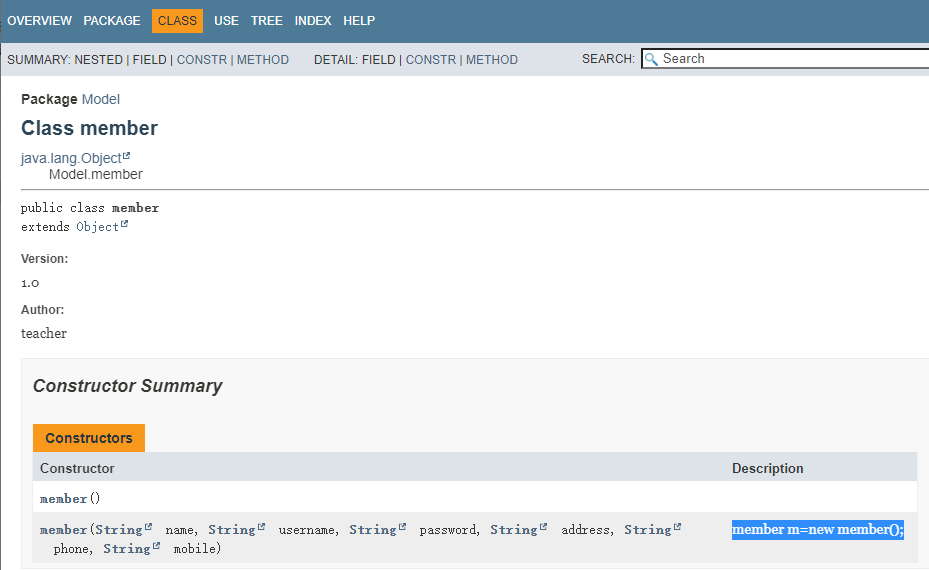 OVERVIEW PACKAGE CLASS USE TREE INDEX HELP
SUMMARY: NESTED | FIELD | CONSTR | METHOD DETAIL: FIELD | CONSTR | METHOD SEARCH: Search
Package Model
Class member
java.lang.Object
Model.member
public class member
extends Object
Version:
1.0
Author:
teacher
Constructor Summary
Constructors
Constructor Description
member()
member(String name, String username, String password, String address, String member m=new member();
phone, String mobile)